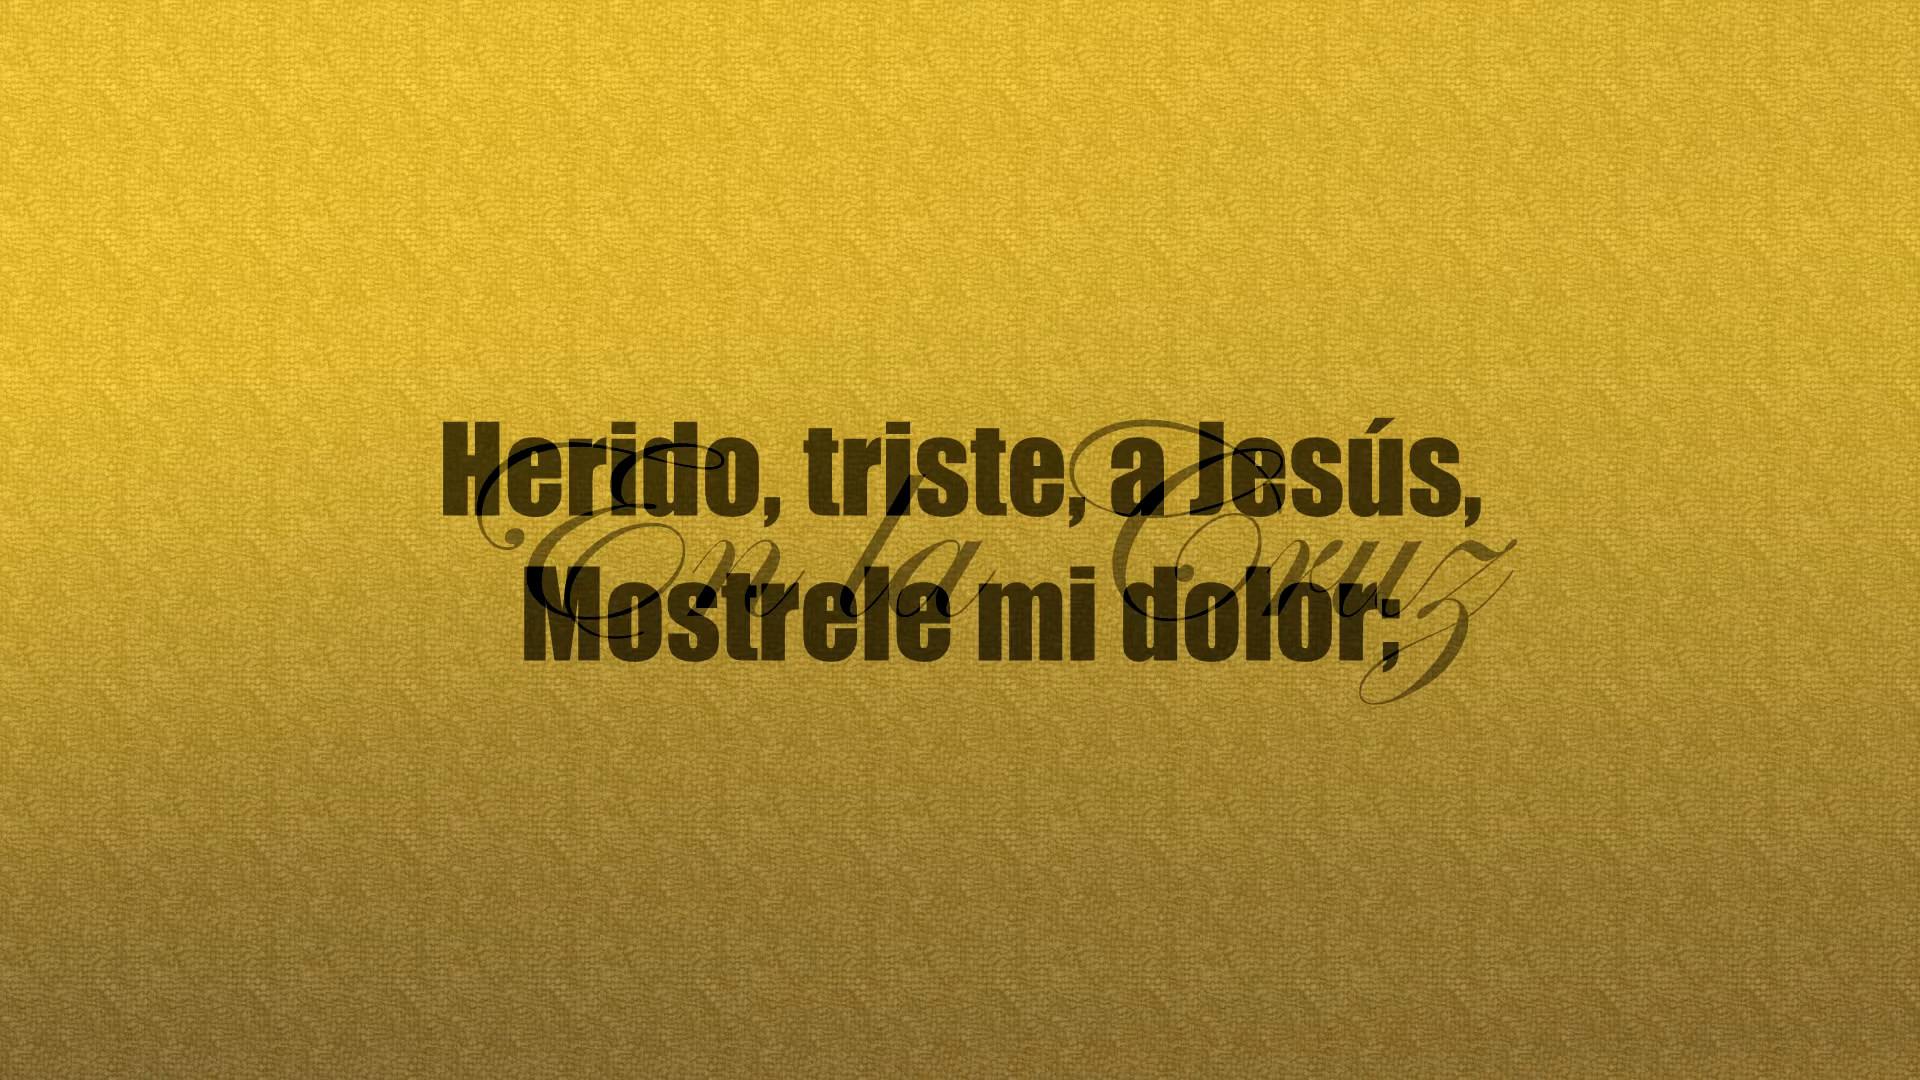 Herido, triste, a Jesús,
En la Cruz
Mostrele mi dolor;